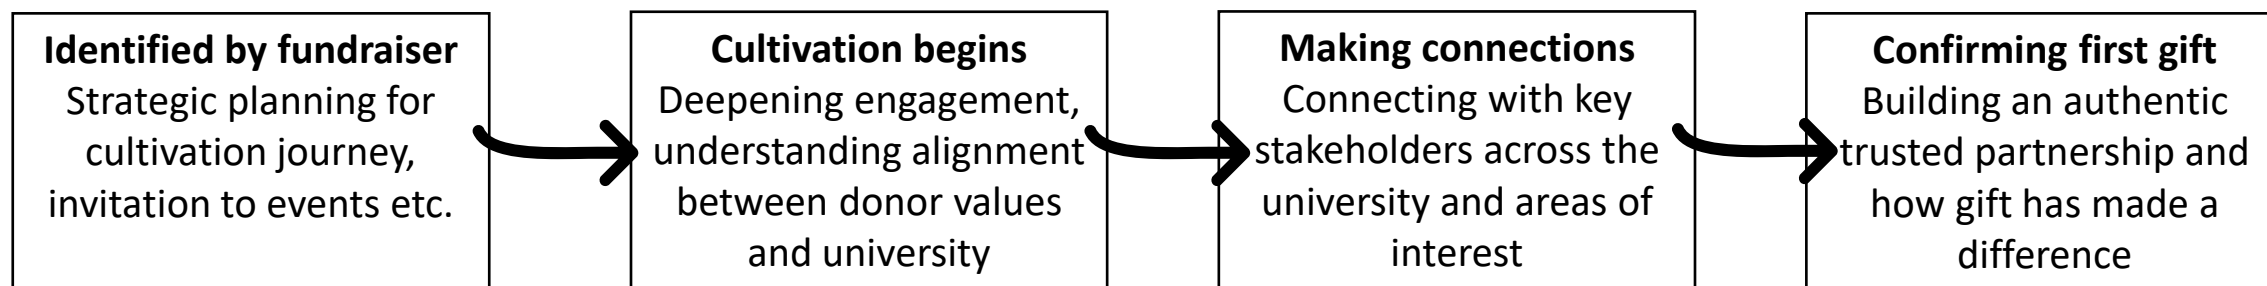 Identified by fundraiser
Strategic planning for
cultivation journey,
invitation to events etc.
Cultivation begins
Deepening engagement,
understanding alignment
between donor values
and university
Making connections
Connecting with key
stakeholders across the
university and areas of
interest
Confirming first gift
Building an authentic
trusted partnership and
how gift has made a
difference